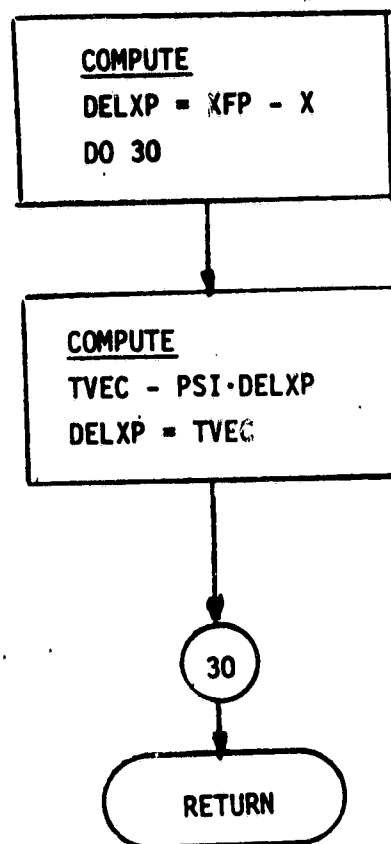 COMPUTE
DELXP = XFP - X
DO 30
COMPUTE
TVEC - PSI·DELXP
DELXP = TVEC
30
RETURN